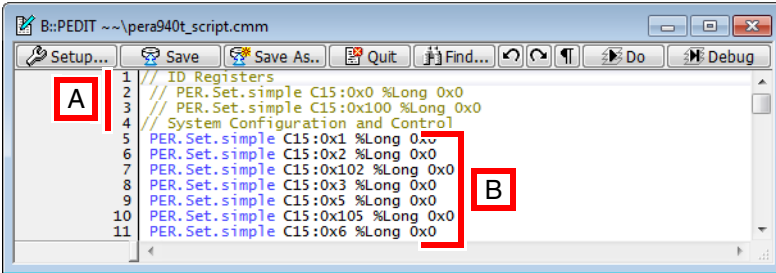 B::PEDIT ~~\pera940t_script.cmm
Setup... Save Save As.. Quit Find... Do Debug
A
B
1 // ID Registers
2 // PER.Set.simple C15:0x0 %Long 0x0
3 // PER.Set.simple C15:0x100 %Long 0x0
4 // System Configuration and Control
5 PER.Set.simple C15:0x1 %Long 0x0
6 PER.Set.simple C15:0x2 %Long 0x0
7 PER.Set.simple C15:0x102 %Long 0x0
8 PER.Set.simple C15:0x3 %Long 0x0
9 PER.Set.simple C15:0x5 %Long 0x0
10 PER.Set.simple C15:0x105 %Long 0x0
11 PER.Set.simple C15:0x6 %Long 0x0